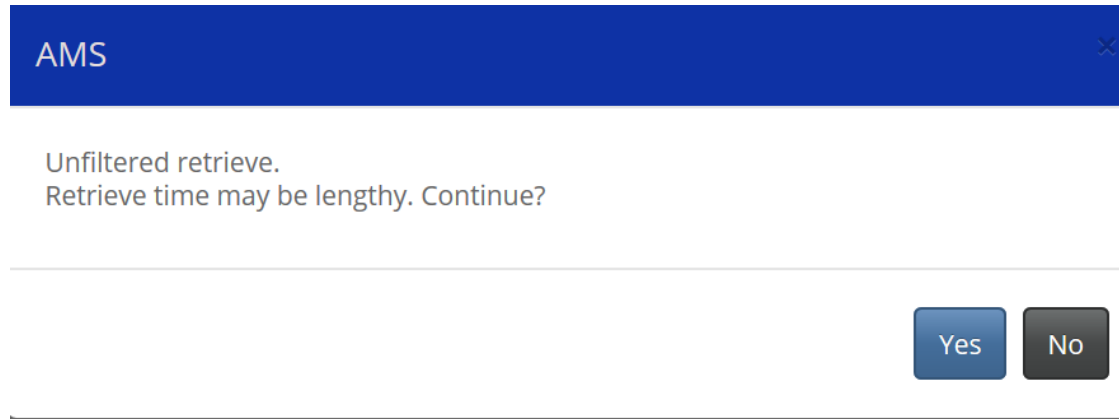 AMS
×
Unfiltered retrieve.
Retrieve time may be lengthy. Continue?
Yes
No